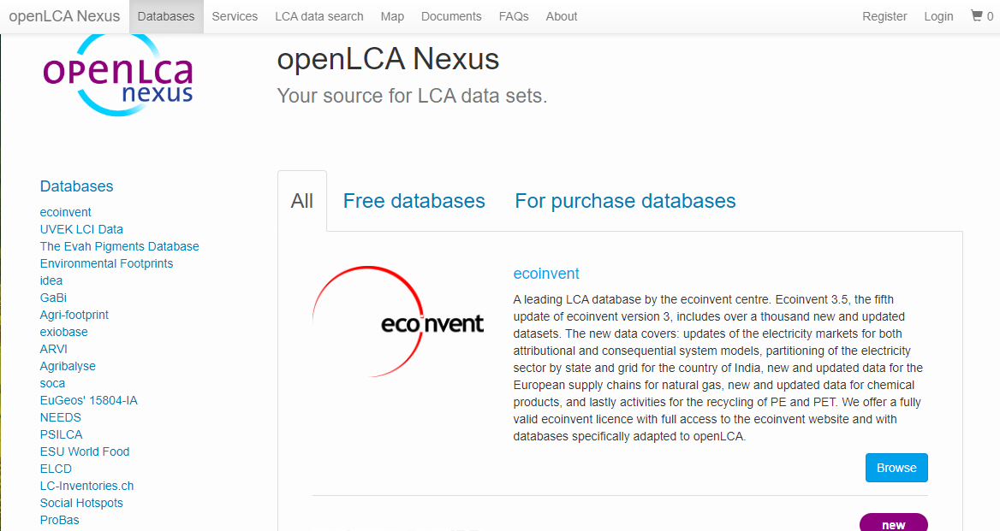 openLCA Nexus Databases Services LCA data search Map Documents FAQs About Register Login 0
openLca
nexus
openLCA Nexus
Your source for LCA data sets.
Databases
ecoinvent
UVEK LCI Data
The Evah Pigments Database
Environmental Footprints
idea
GaBi
Agri-footprint
exiobase
ARVI
Agribalyse
soca
EuGeos' 15804-IA
NEEDS
PSILCA
ESU World Food
ELCD
LC-Inventories.ch
Social Hotspots
ProBas
All Free databases For purchase databases
ecoinvent
ecoinvent
A leading LCA database by the ecoinvent centre. Ecoinvent 3.5, the fifth
update of ecoinvent version 3, includes over a thousand new and updated
datasets. The new data covers: updates of the electricity markets for both
attributional and consequential system models, partitioning of the electricity
sector by state and grid for the country of India, new and updated data for the
European supply chains for natural gas, new and updated data for chemical
products, and lastly activities for the recycling of PE and PET. We offer a fully
valid ecoinvent licence with full access to the ecoinvent website and with
databases specifically adapted to openLCA.
Browse
new